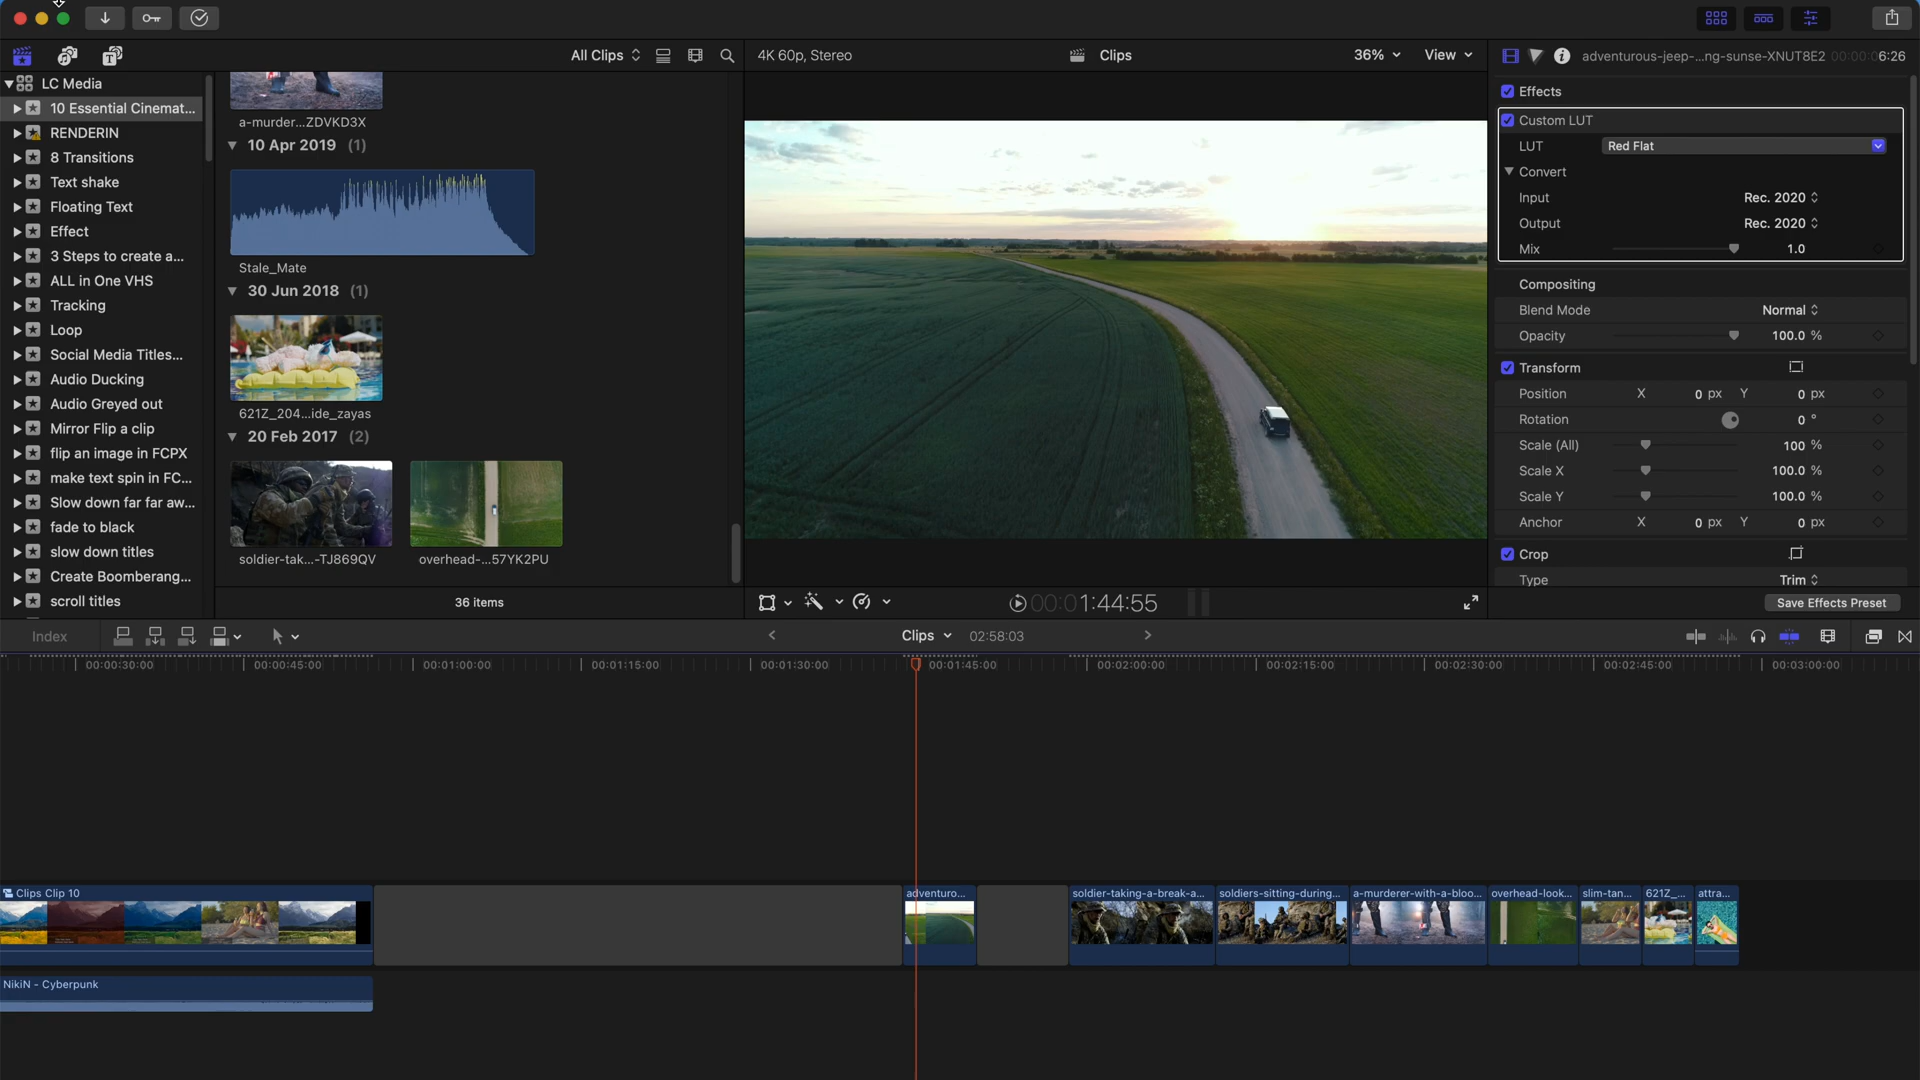 All Clips
4K 60p, Stereo
Clips
36%
View
adventurous-jeep-...ng-sunse-XNUT8E2
00:00:06:26
LC Media
10 Essential Cinemat...
RENDERIN
8 Transitions
Text shake
Floating Text
Effect
3 Steps to create a...
ALL in One VHS
Tracking
Loop
Social Media Titles...
Audio Ducking
Audio Greyed out
Mirror Flip a clip
flip an image in FCPX
make text spin in FC...
Slow down far far aw...
fade to black
slow down titles
Create Boomberang...
scroll titles
a-murder...ZDVKD3X
10 Apr 2019 (1)
Stale_Mate
30 Jun 2018 (1)
621Z_204...ide_zayas
20 Feb 2017 (2)
soldier-tak...-TJ869QV
overhead-...57YK2PU
36 items
00:01:44:55
Effects
Custom LUT
LUT
Red Flat
Convert
Input
Rec. 2020
Output
Rec. 2020
Mix
1.0
Compositing
Blend Mode
Normal
Opacity
100.0 %
Transform
Position
X
0 px
Y
0 px
Rotation
0 °
Scale (All)
100 %
Scale X
100.0 %
Scale Y
100.0 %
Anchor
X
0 px
Y
0 px
Crop
Type
Trim
Save Effects Preset
Index
Clips
02:58:03
00:00:30:00
00:00:45:00
00:01:00:00
00:01:15:00
00:01:30:00
00:01:45:00
00:02:00:00
00:02:15:00
00:02:30:00
00:02:45:00
00:03:00:00
Clips Clip 10
adventuro...
soldier-taking-a-break-a...
soldiers-sitting-during...
a-murderer-with-a-bloo...
overhead-look...
slim-tan...
621Z_...
attra...
NikiN - Cyberpunk